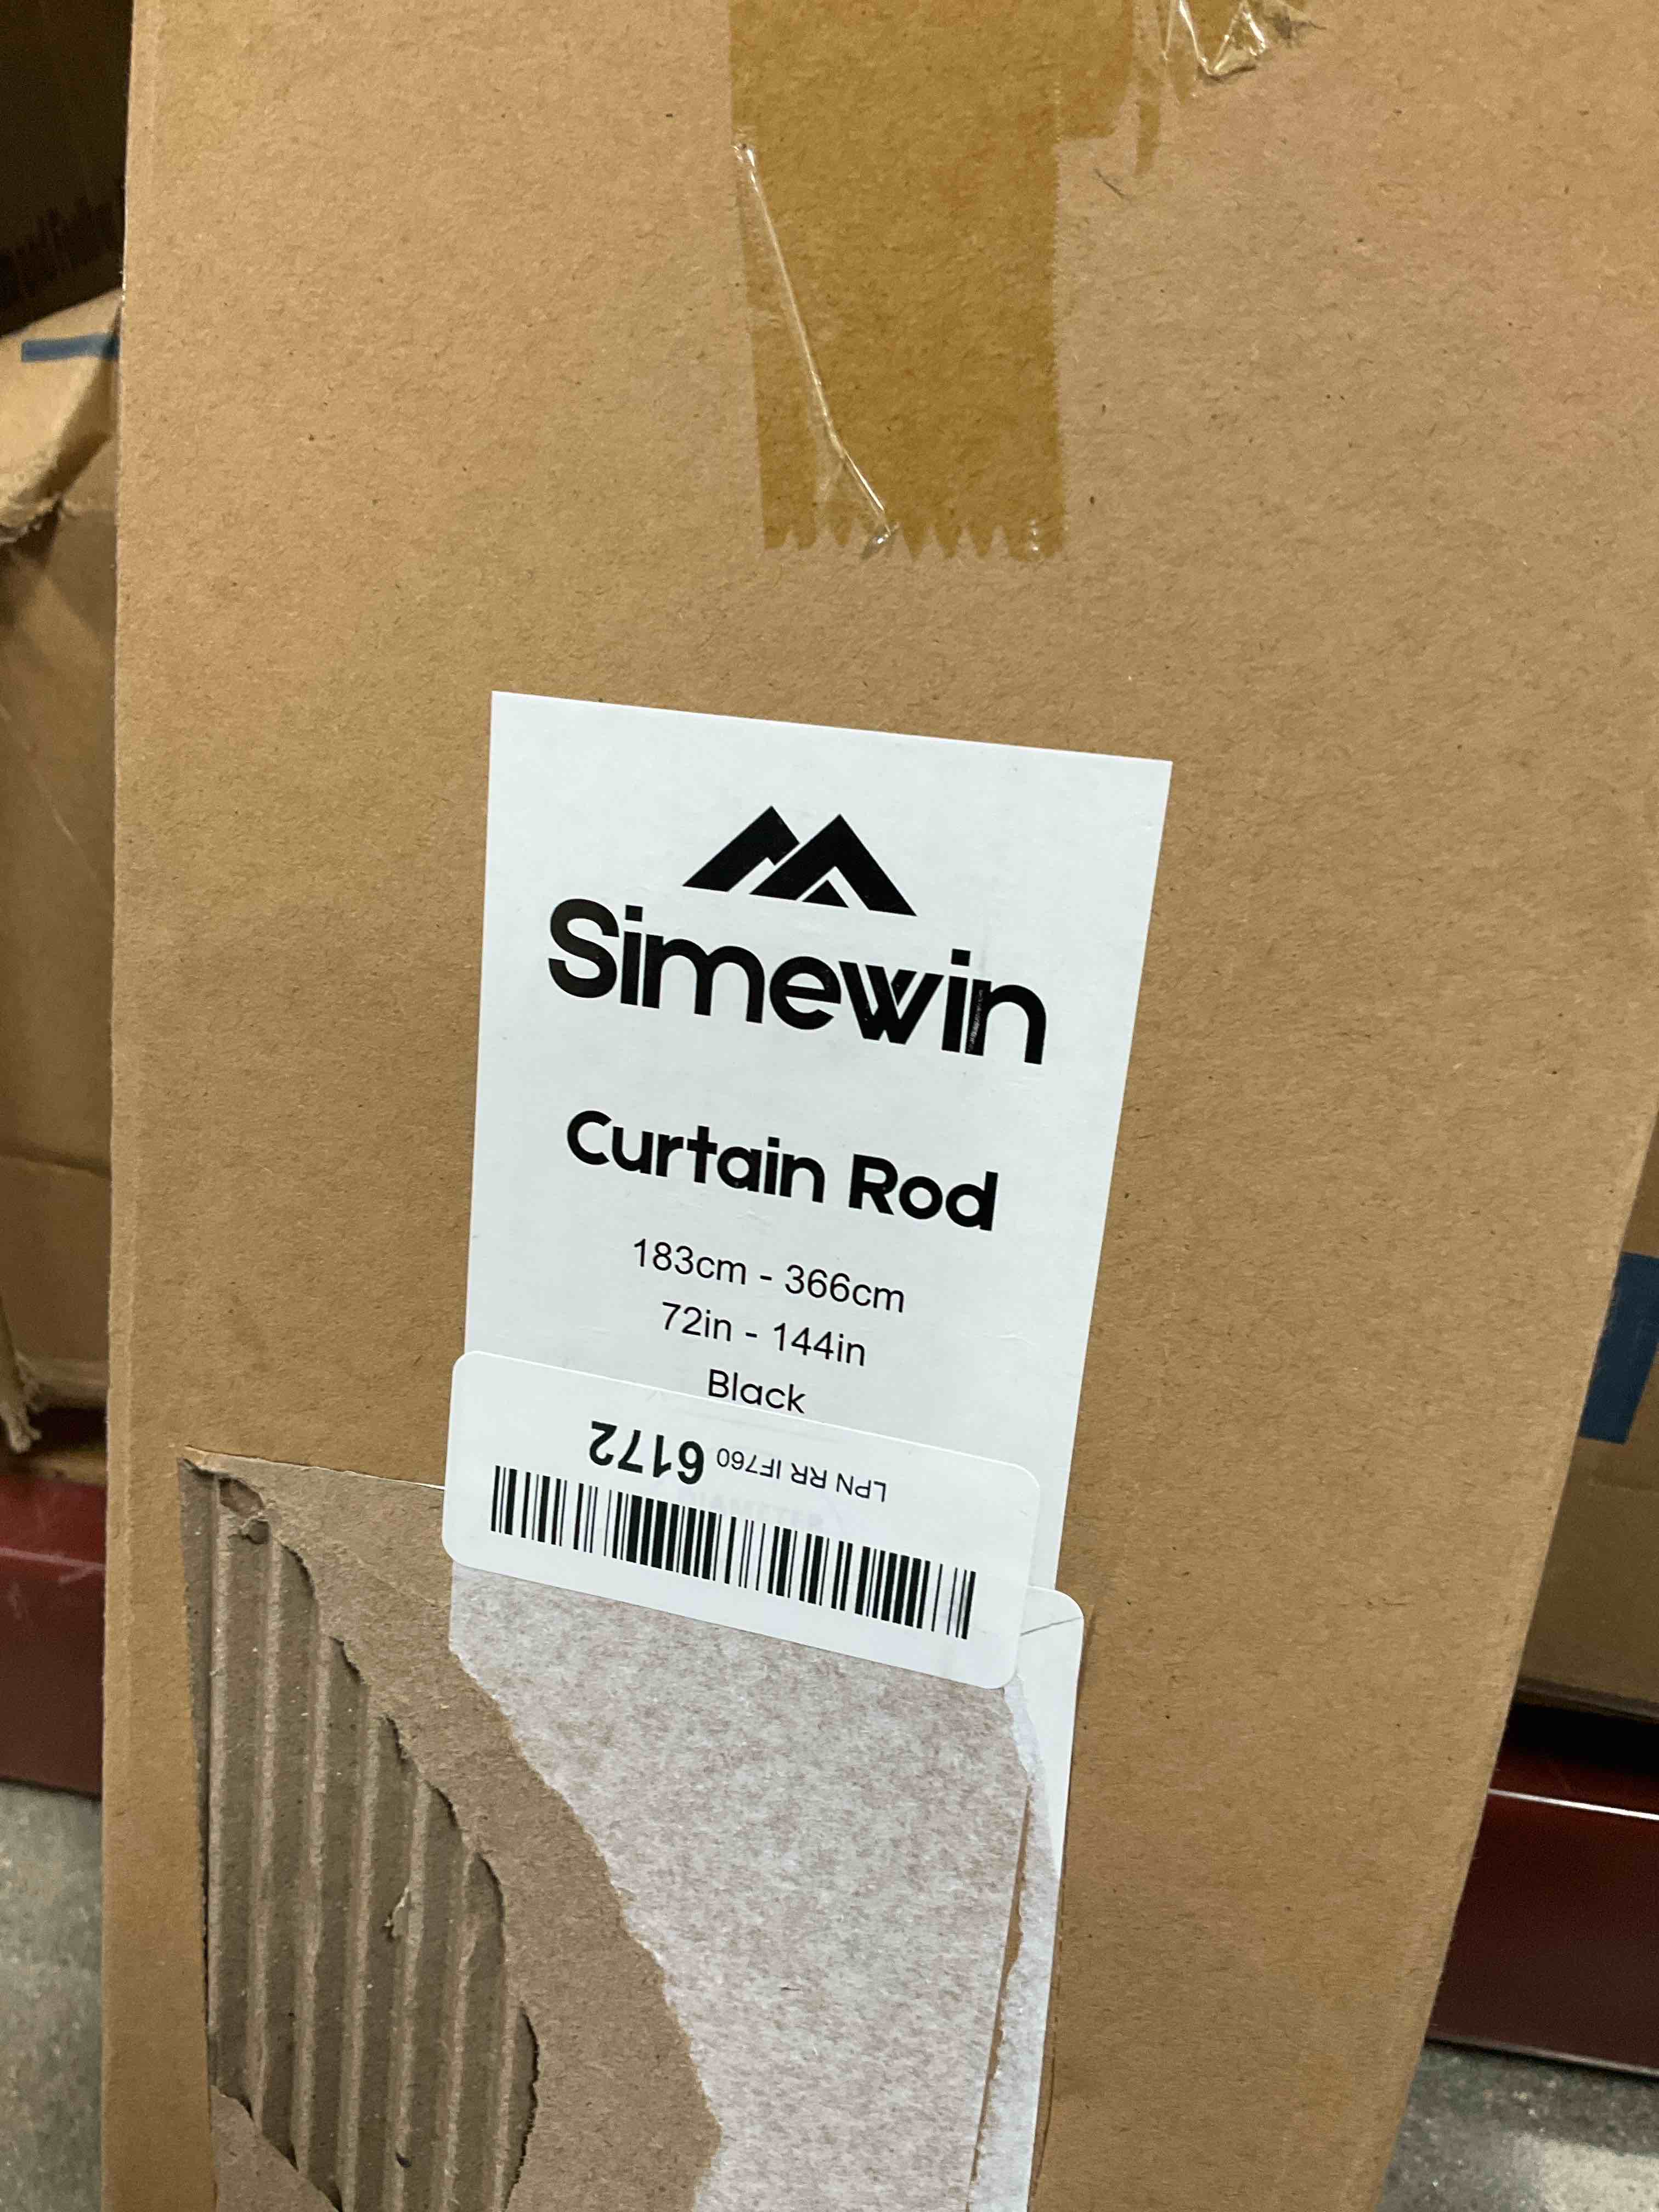 Simewin
Curtain Rod
183cm - 366cm
72in - 144in
Black
LPN RR IF760 6172